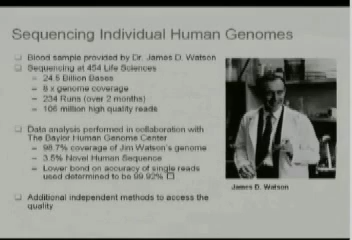 Sequencing Individual Human Genomes
Blood sample provided by Dr. James D. Watson
Sequencing at 454 Life Sciences
– 24.5 Billion Bases
– 8 x genome coverage
– 234 Runs (over 2 months)
– 106 million high quality reads
Data analysis performed in collaboration with
The Baylor Human Genome Center
– 98.7% coverage of Jim Watson's genome
– 3.5% Novel Human Sequence
– Lower bond on accuracy of single reads
used determined to be 99.92%
Additional independent methods to access the
quality
James D. Watson